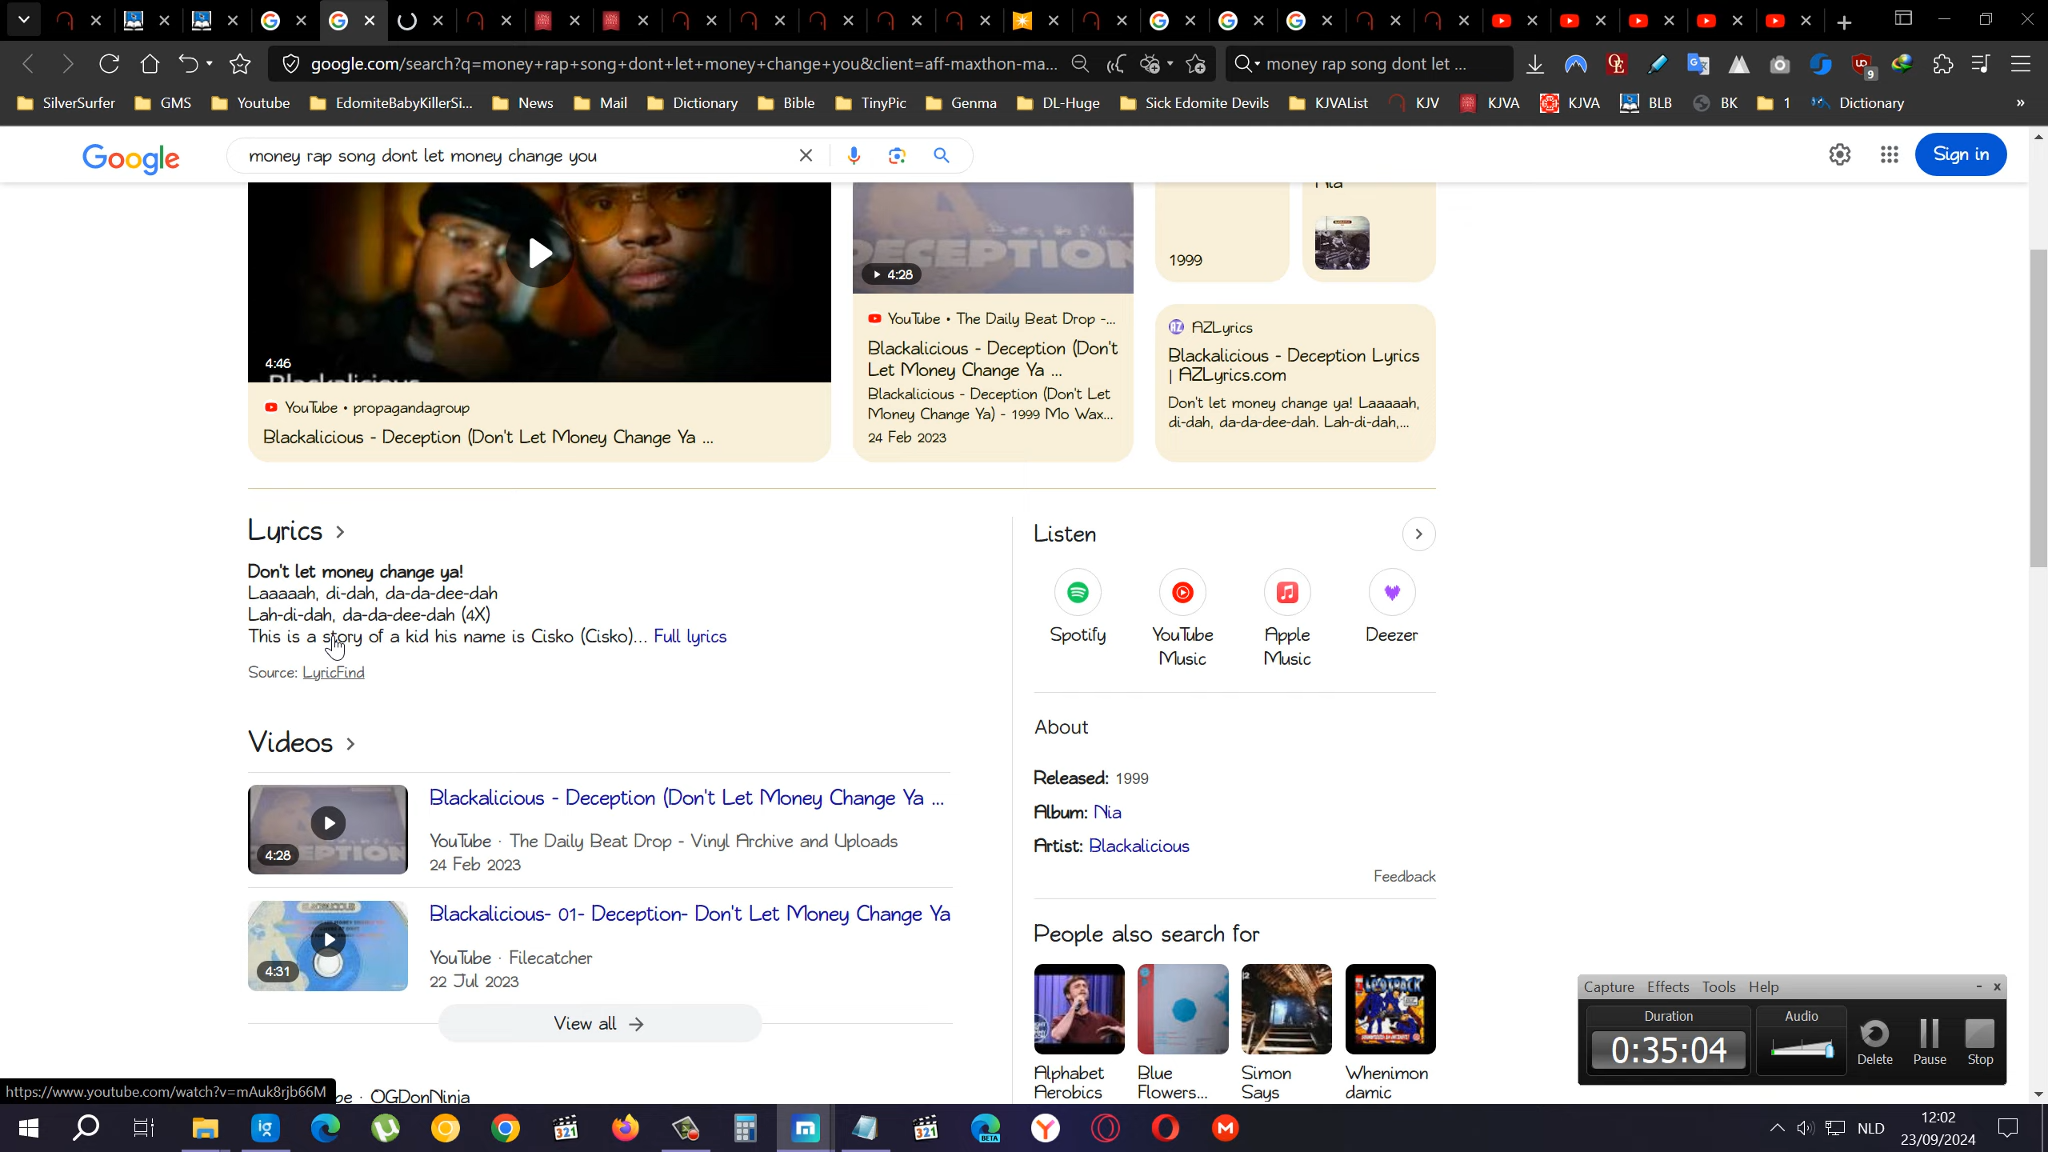 SilverSurfer GMS Youtube EdomiteBabyKillerSi... News Mail Dictionary Bible TinyPic Genma DL-Huge Sick Edomite Devils KJVAList KJV KJVA KJVA BLB BK 1 Dictionary »
google.com/search?q=money+rap+song+dont+let+money+change+you&client=aff-maxthon-ma...
money rap song dont let ...
9
Google
money rap song dont let money change you
Sign in
4:46
YouTube • propagandagroup
Blackalicious - Deception (Don't Let Money Change Ya ...
DECEPTION
4:28
YouTube • The Daily Beat Drop -...
Blackalicious - Deception (Don't
Let Money Change Ya ...
Blackalicious - Deception (Don't Let
Money Change Ya) - 1999 Mo Wax...
24 Feb 2023
1999
Nia
AZLyrics
Blackalicious - Deception Lyrics
| AZLyrics.com
Don't let money change ya! Laaaaah,
di-dah, da-da-dee-dah. Lah-di-dah,...
Lyrics
Don't let money change ya!
Laaaaah, di-dah, da-da-dee-dah
Lah-di-dah, da-da-dee-dah (4X)
This is a story of a kid his name is Cisko (Cisko)... Full lyrics
Source: LyricFind
Videos
4:28
Blackalicious - Deception (Don't Let Money Change Ya ...
YouTube · The Daily Beat Drop - Vinyl Archive and Uploads
24 Feb 2023
4:31
Blackalicious- 01- Deception- Don't Let Money Change Ya
YouTube · Filecatcher
22 Jul 2023
View all
be · OGDonNinja
Listen
Spotify
YouTube
Music
Apple
Music
Deezer
About
Released: 1999
Album: Nia
Artist: Blackalicious
Feedback
People also search for
Alphabet
Aerobics
Blue
Flowers...
Simon
Says
Whenimon
damic
Capture Effects Tools Help
Duration
0:35:04
Audio
Delete
Pause
Stop
https://www.youtube.com/watch?v=mAuk8rjb66M
NLD
12:02
23/09/2024